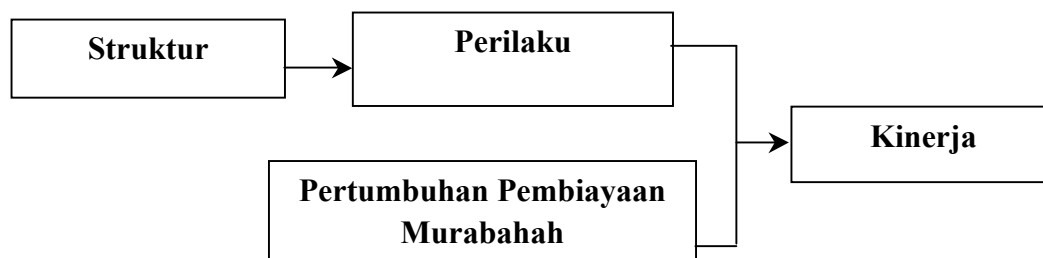 Struktur
Perilaku
Kinerja
Pertumbuhan Pembiayaan
Murabahah